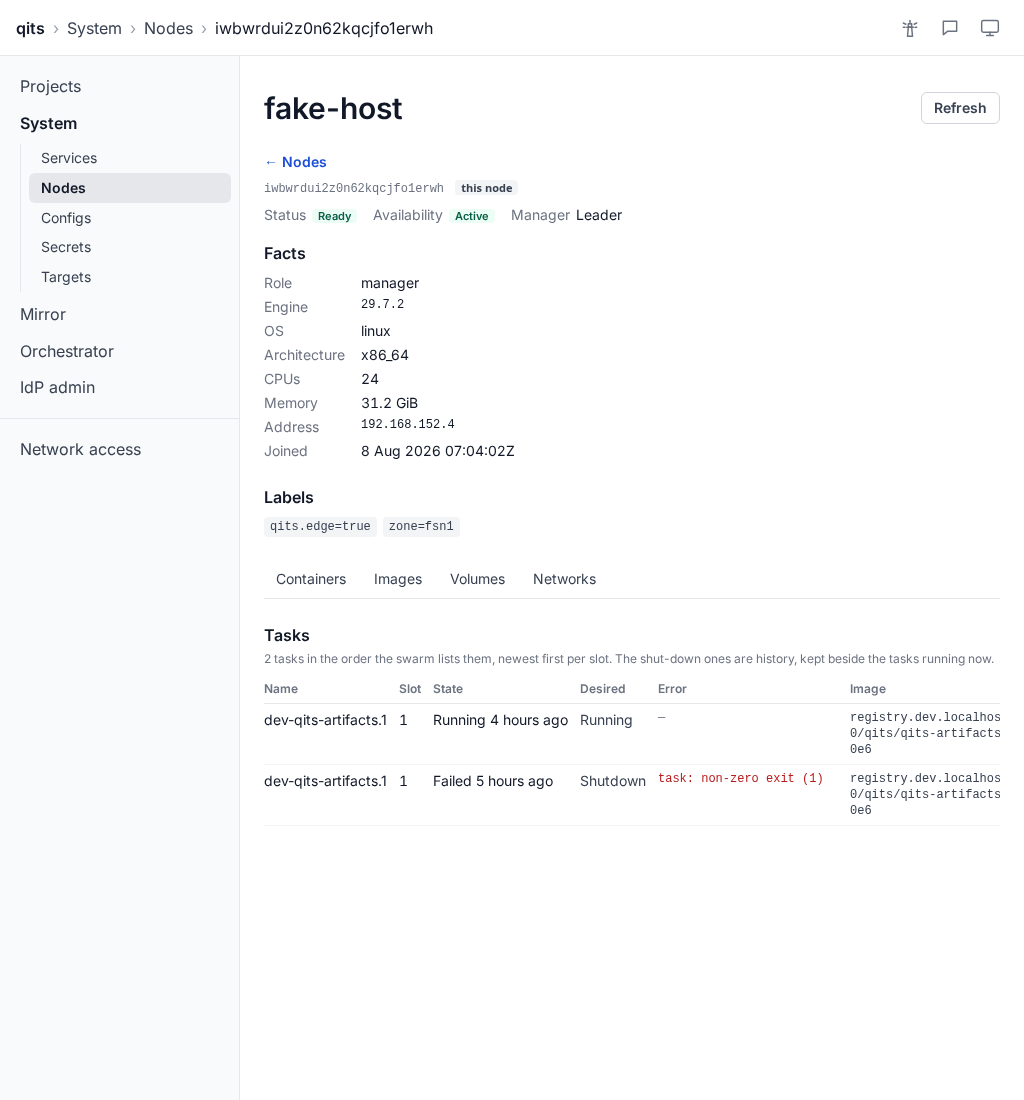 qits › System › Nodes › iwbwrdui2z0n62kqcjfo1erwh
Projects
System
Services
Nodes
Configs
Secrets
Targets
Mirror
Orchestrator
IdP admin
Network access
fake-host
Refresh
← Nodes
iwbwrdui2z0n62kqcjfo1erwh this node
Status Ready Availability Active Manager Leader
Facts
Role manager
Engine 29.7.2
OS linux
Architecture x86_64
CPUs 24
Memory 31.2 GiB
Address 192.168.152.4
Joined 8 Aug 2026 07:04:02Z
Labels
qits.edge=true zone=fsn1
Containers Images Volumes Networks
Tasks
2 tasks in the order the swarm lists them, newest first per slot. The shut-down ones are history, kept beside the tasks running now.
Name Slot State Desired Error Image
dev-qits-artifacts.1 1 Running 4 hours ago Running — registry.dev.localhos
0/qits/qits-artifacts
0e6
dev-qits-artifacts.1 1 Failed 5 hours ago Shutdown task: non-zero exit (1) registry.dev.localhos
0/qits/qits-artifacts
0e6